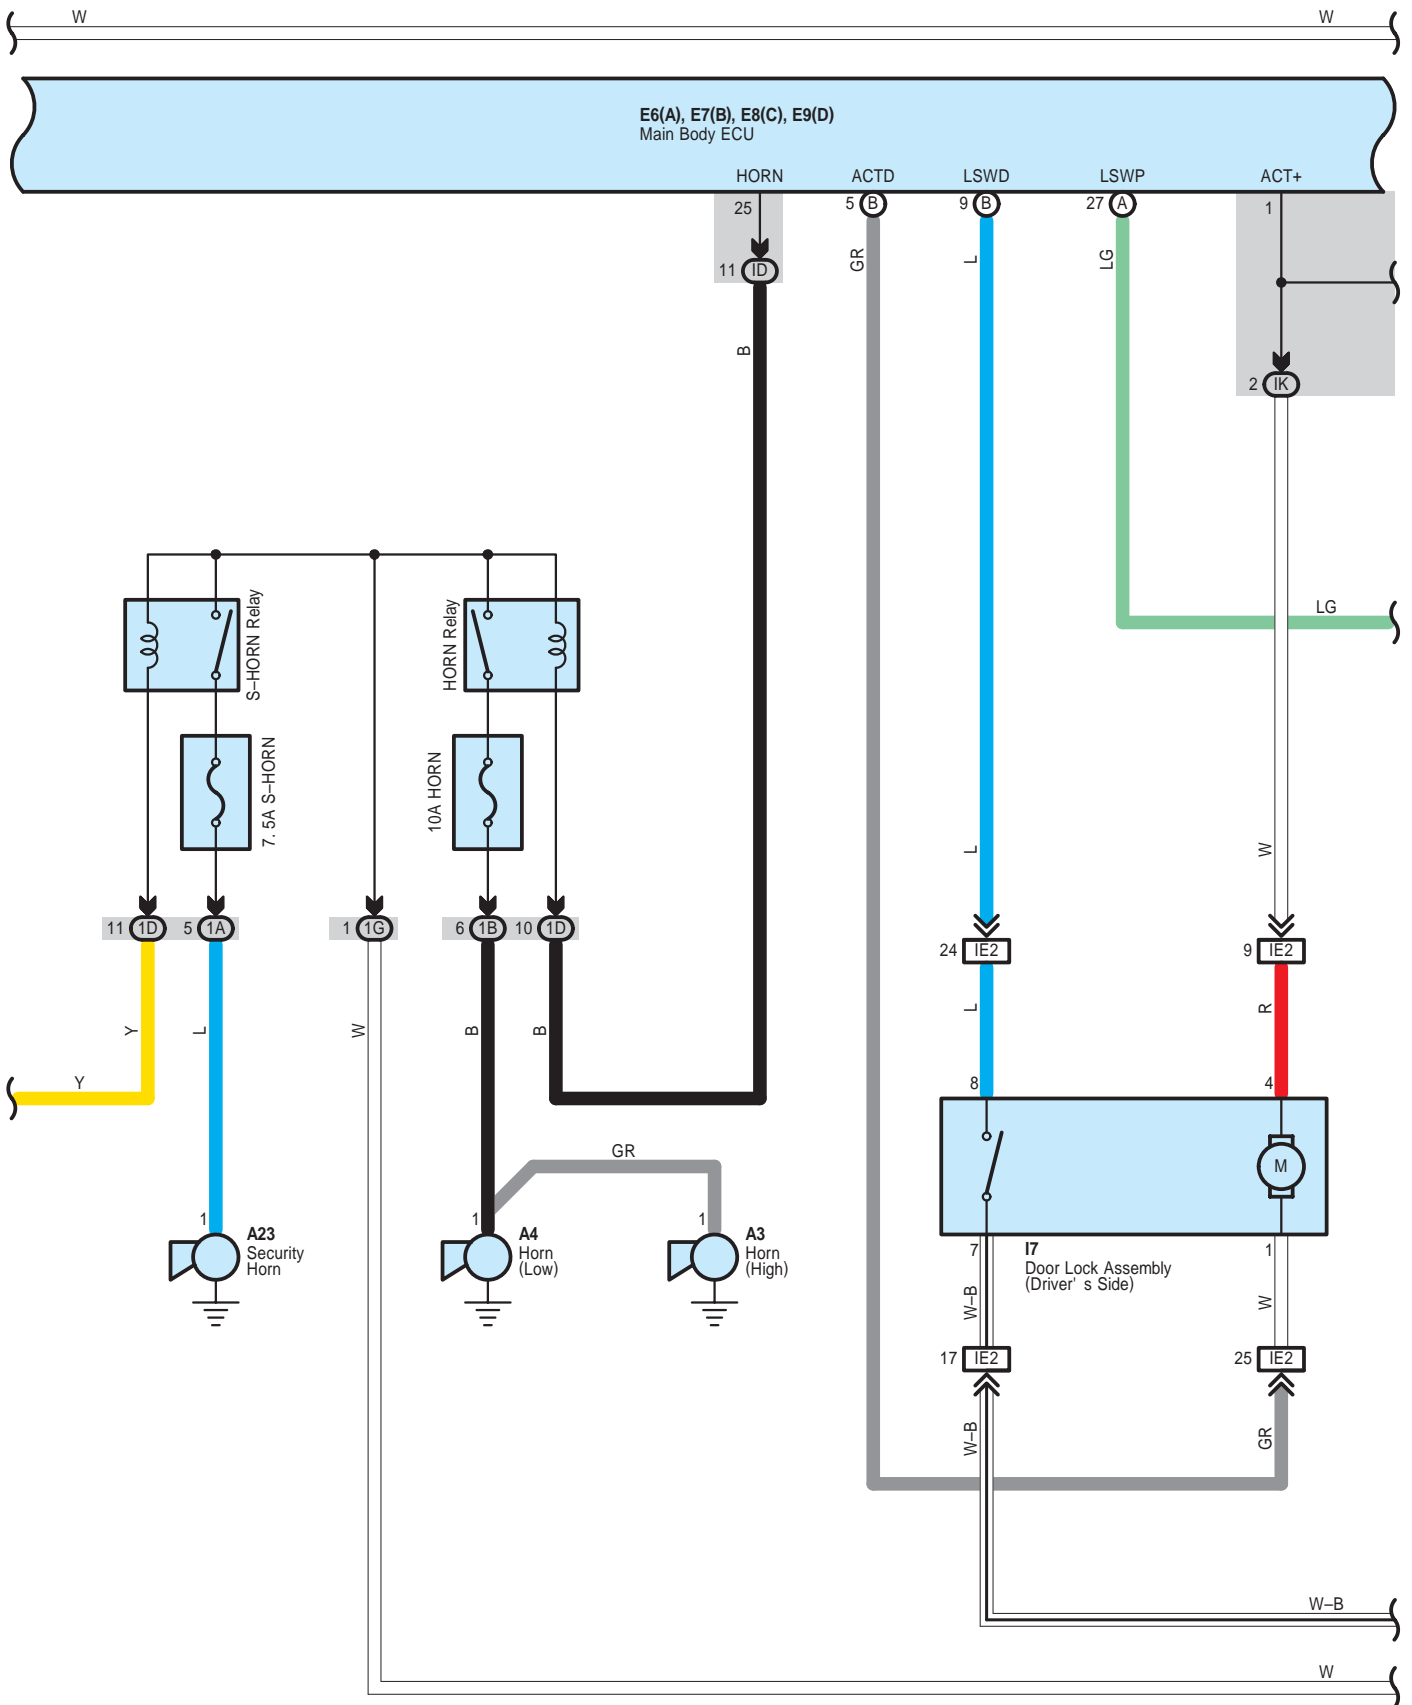 W W
E6(A), E7(B), E8(C), E9(D)
Main Body ECU
HORN ACTD LSWD LSWP ACT+
25 5 B 9 B 27 A 1
11 ID
GR L LG
B
2 IK
S–HORN Relay
HORN Relay
LG
7. 5A S–HORN
10A HORN
L W
11 1D 5 1A 1 1G 6 1B 10 1D
24 IE2 9 IE2
Y L W B B L R
Y
8 4
GR
M
1 1 1
A23
Security
Horn
A4
Horn
(Low)
A3
Horn
(High)
7 1
I7
Door Lock Assembly
(Driver' s Side)
W–B W
17 IE2 25 IE2
W–B GR
W–B
W